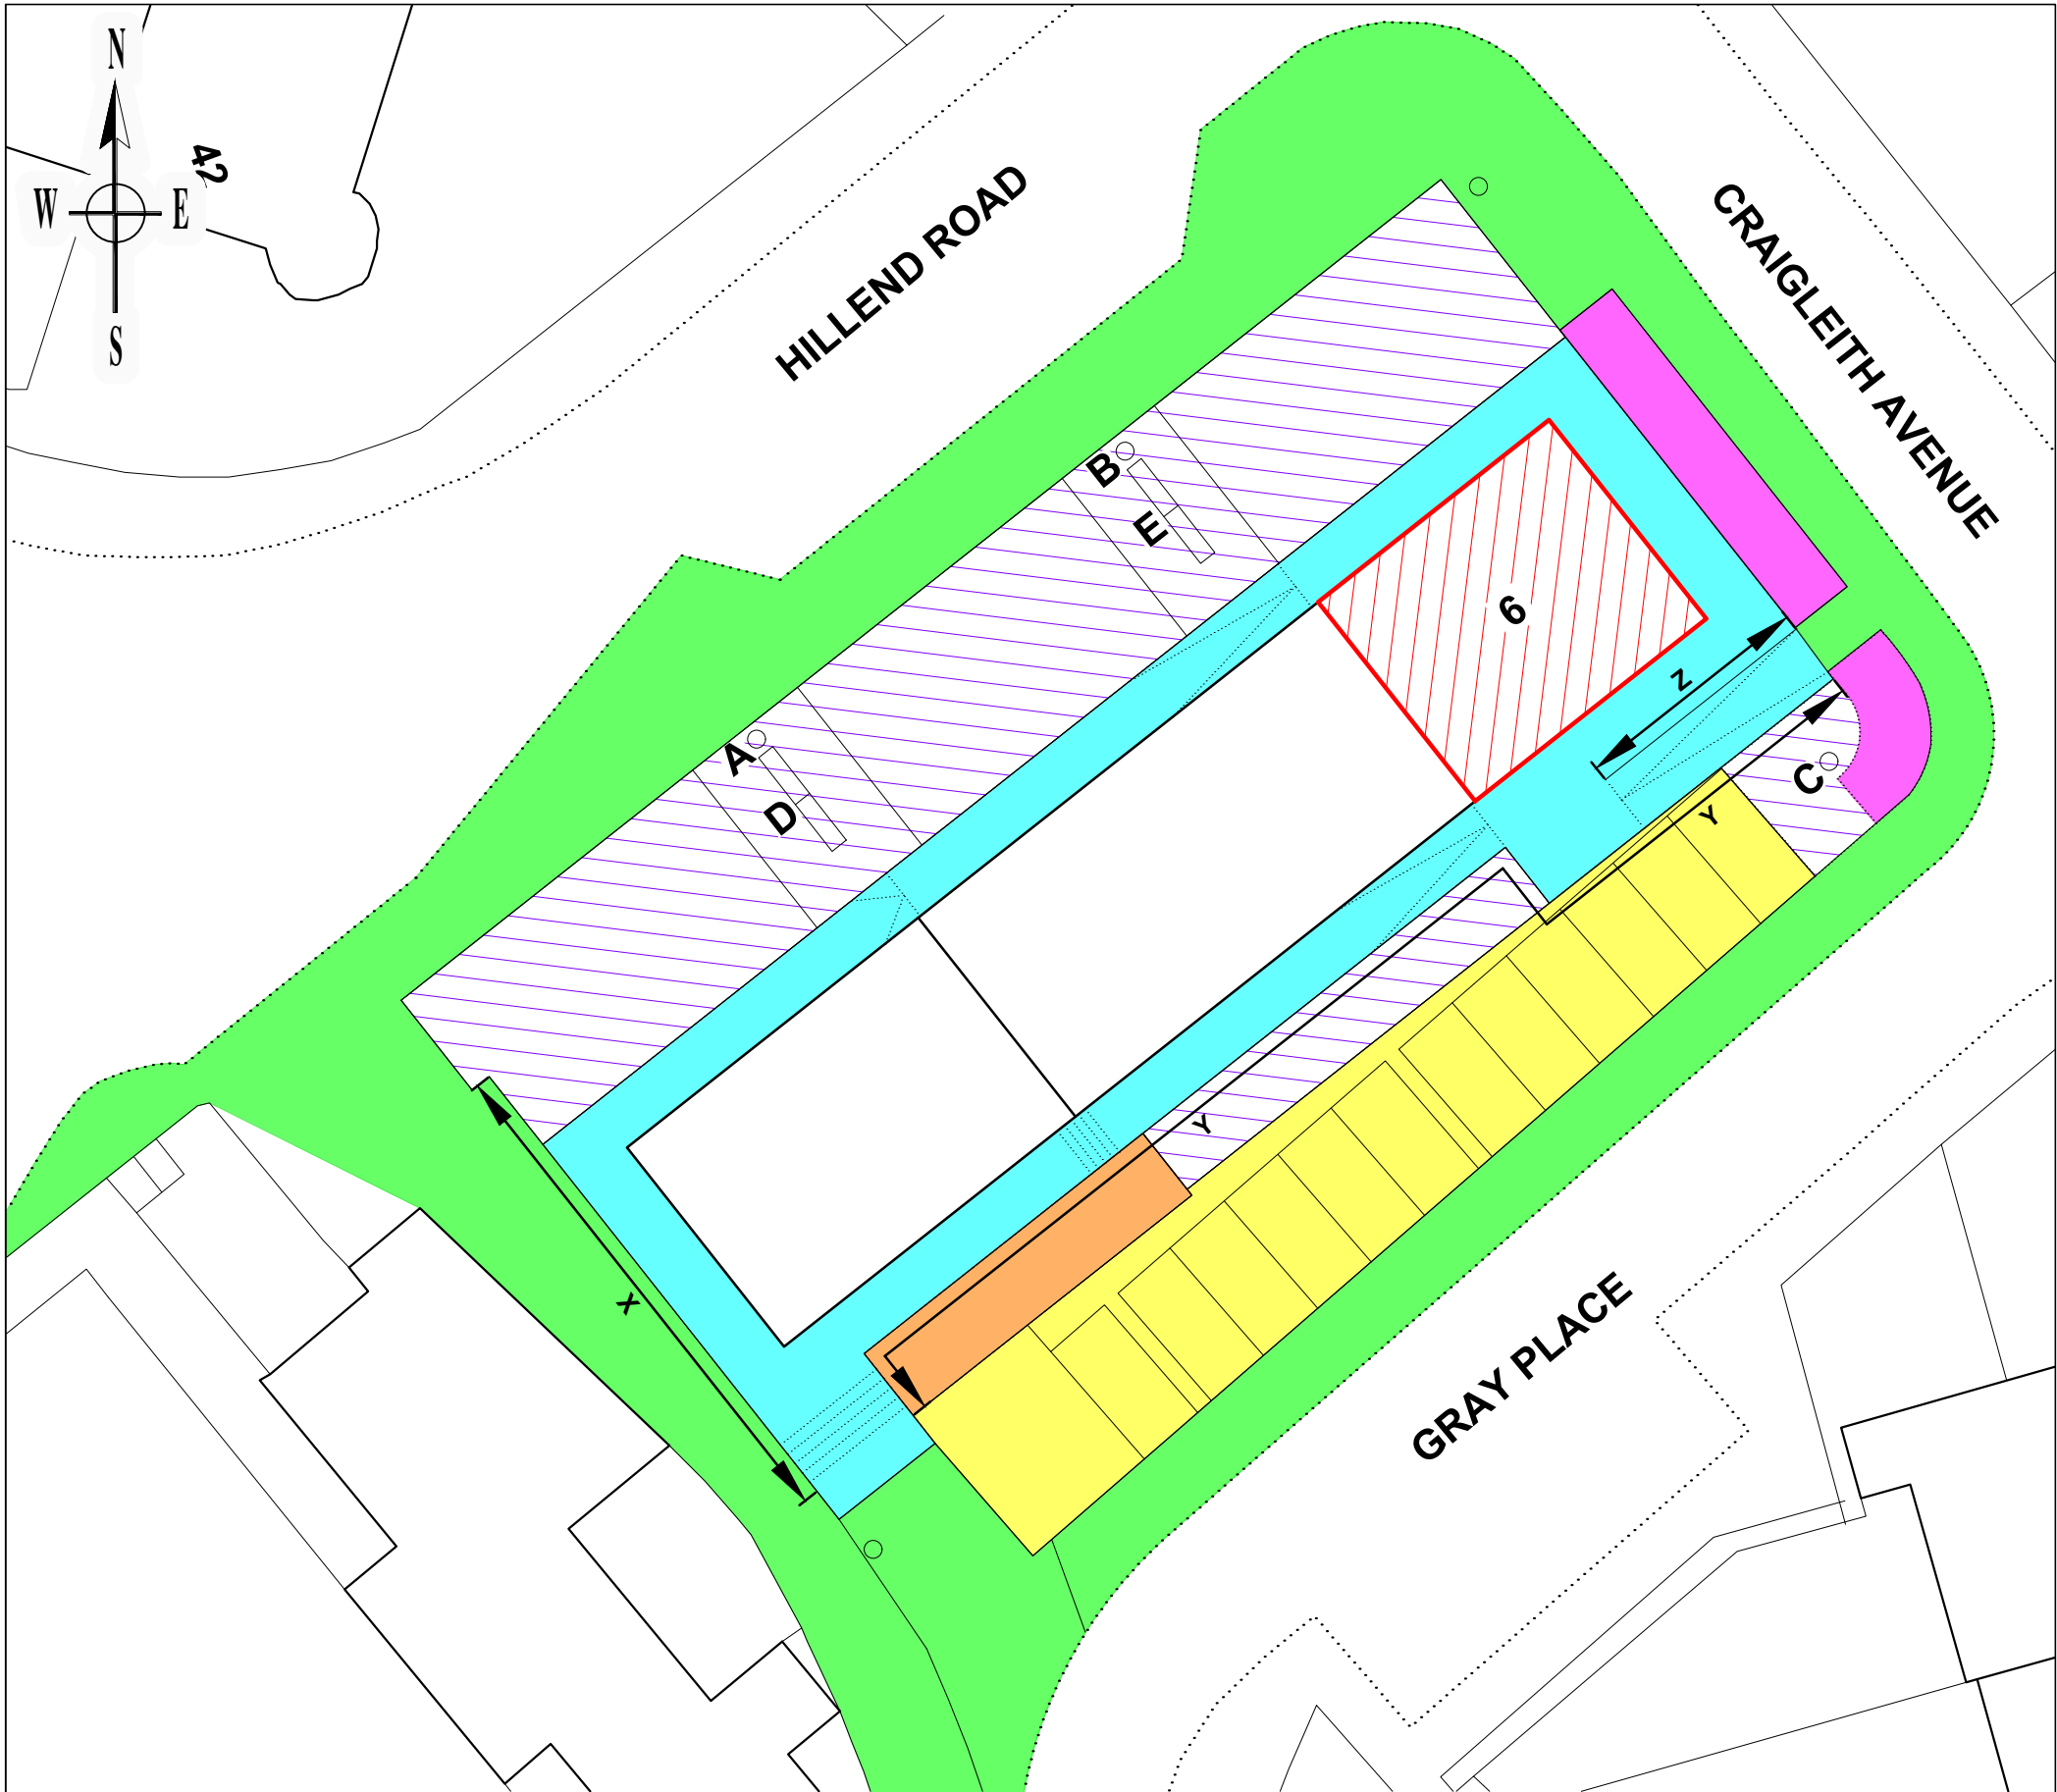 N
W E
S
42
HILLEND ROAD
CRAIGLEITH AVENUE
B
E
6
Z
A
D
C
Y
Y
X
GRAY PLACE